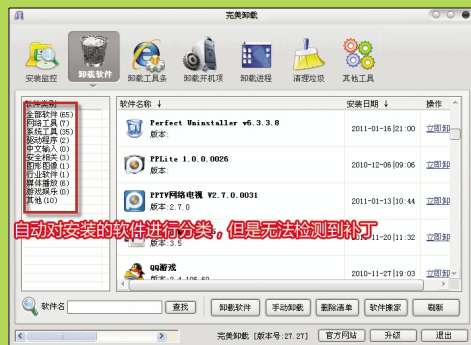 完美卸载
安装监控
卸载软件
卸载工具条
卸载开机项
卸载进程
清理垃圾
其他工具
软件类别
软件名称 ↓
安装日期 ↓
操作
全部软件(65)
网络工具(7)
系统工具(35)
驱动程序(2)
中文输入(0)
安全相关(3)
图形图像(1)
行业软件(1)
媒体播放(6)
游戏娱乐(0)
其他(10)
Perfect Uninstaller v6.3.3.8
版本:
2011-01-16|21:00
立即卸
PPLite 1.0.0.0026
版本:
2010-12-06|09:06
立即卸
PPTV网络电视 V2.7.0.0031
版本:2.7.0
2011-01-13|10:44
立即卸
自动对安装的软件进行分类，但是无法检测到补丁
版本:3.5
-11-20|11:32
立即卸
QQ游戏
2010-11-27|19:03
立即卸
软件名
查找
卸载软件
手动卸载
删除清单
软件搬家
刷新
完美卸载 [版本号:27.27]
官方网站
升级
退出